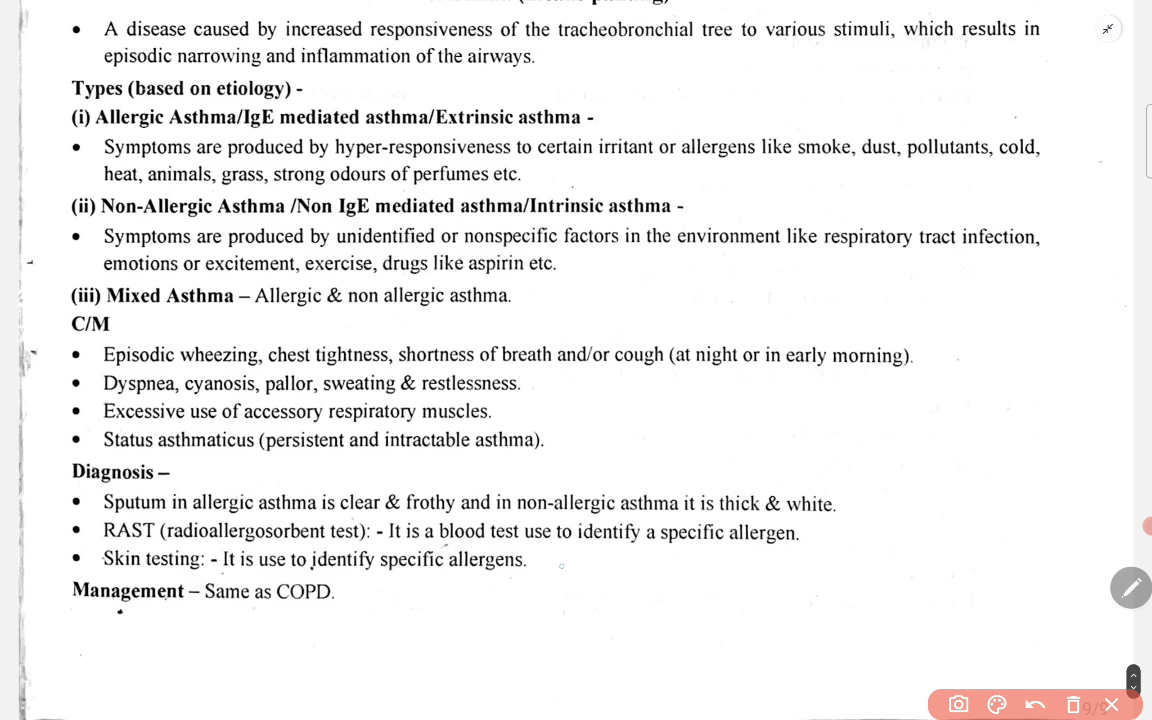 • A disease caused by increased responsiveness of the tracheobronchial tree to various stimuli, which results in
episodic narrowing and inflammation of the airways.
Types (based on etiology) -
(i) Allergic Asthma/IgE mediated asthma/Extrinsic asthma -
• Symptoms are produced by hyper-responsiveness to certain irritant or allergens like smoke, dust, pollutants, cold,
heat, animals, grass, strong odours of perfumes etc.
(ii) Non-Allergic Asthma /Non IgE mediated asthma/Intrinsic asthma -
• Symptoms are produced by unidentified or nonspecific factors in the environment like respiratory tract infection,
emotions or excitement, exercise, drugs like aspirin etc.
(iii) Mixed Asthma – Allergic & non allergic asthma.
C/M
• Episodic wheezing, chest tightness, shortness of breath and/or cough (at night or in early morning).
• Dyspnea, cyanosis, pallor, sweating & restlessness.
• Excessive use of accessory respiratory muscles.
• Status asthmaticus (persistent and intractable asthma).
Diagnosis –
• Sputum in allergic asthma is clear & frothy and in non-allergic asthma it is thick & white.
• RAST (radioallergosorbent test): - It is a blood test use to identify a specific allergen.
• Skin testing: - It is use to identify specific allergens.
Management – Same as COPD.